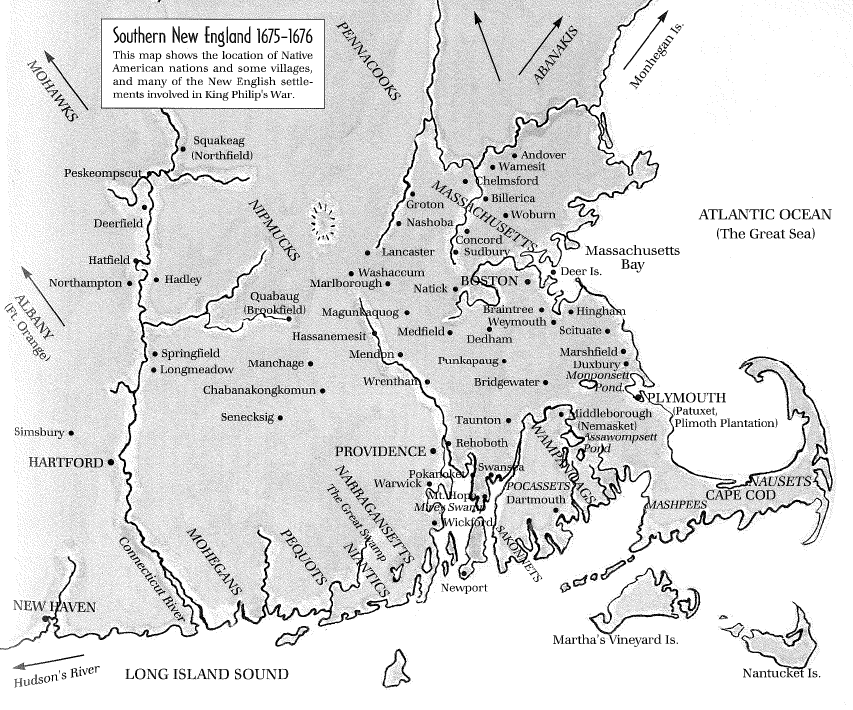 Southern New England 1675–1676
This map shows the location of Native
American nations and some villages,
and many of the New English settle-
ments involved in King Philip's War.
MOHAWKS
PENNACOOKS
ABANAKIS
Monhegan Is.
Squakeag
(Northfield)
Peskeompscut
Deerfield
Hatfield
Northampton
Hadley
NIPMUCKS
Quabaug
(Brookfield)
ALBANY
(Ft. Orange)
Andover
Wamesit
Chelmsford
Billerica
Groton
MASSACHUSETTS
Woburn
Nashoba
Concord
Sudbury
Lancaster
Washaccum
Marlborough
Natick
BOSTON
Deer Is.
Massachusetts
Bay
ATLANTIC OCEAN
(The Great Sea)
Magunkaquog
Braintree
Weymouth
Hingham
Scituate
Hassanemesit
Medfield
Dedham
Springfield
Longmeadow
Manchage
Mendon
Punkapaug
Marshfield
Duxbury
Monponsett
Pond
Chabanakongkomun
Wrentham
Bridgewater
PLYMOUTH
(Patuxet,
Plimoth Plantation)
Senecksig
Taunton
Middleborough
(Nemasket)
Assawompsett
Pond
Simsbury
HARTFORD
PROVIDENCE
Rehoboth
WAMPANOAGS
Pokanoket
Swansea
Warwick
Mt. Hope
Mirey Swamp
POCASSETS
Dartmouth
Wickford
NAUSETS
CAPE COD
MASHPEES
NARRAGANSETTS
The Great Swamp
NIANTICS
PEQUOTS
MOHEGANS
Connecticut River
SAKONNETS
Newport
NEW HAVEN
Hudson's River
LONG ISLAND SOUND
Martha's Vineyard Is.
Nantucket Is.